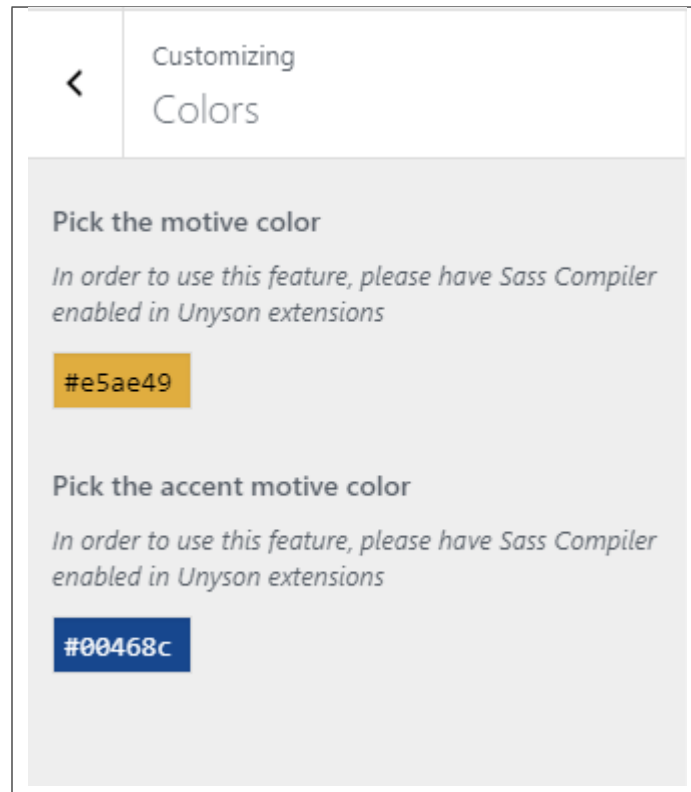 Customizing
Colors
Pick the motive color
In order to use this feature, please have Sass Compiler
enabled in Unyson extensions
#e5ae49
Pick the accent motive color
In order to use this feature, please have Sass Compiler
enabled in Unyson extensions
#00468c